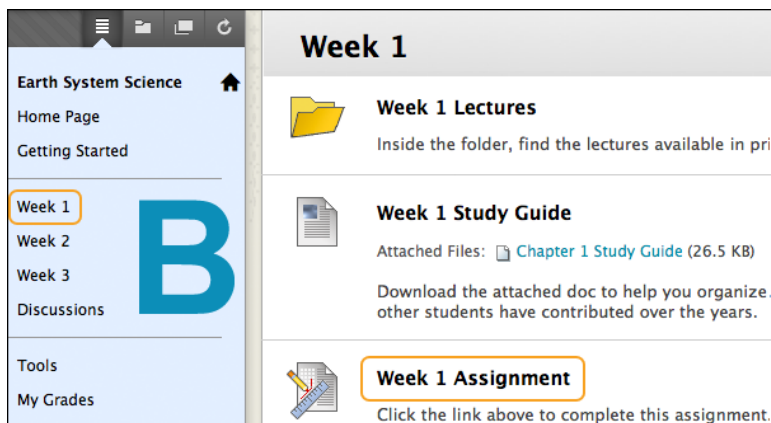 Week 1
Earth System Science
Home Page
Getting Started
Week 1
Week 2
Week 3
Discussions
B
Tools
My Grades
Week 1 Lectures
Inside the folder, find the lectures available in
Week 1 Study Guide
Attached Files: Chapter 1 Study Guide (26.5 KB)
Download the attached doc to help you organize.
other students have contributed over the years.
Week 1 Assignment
Click the link above to complete this assignment.